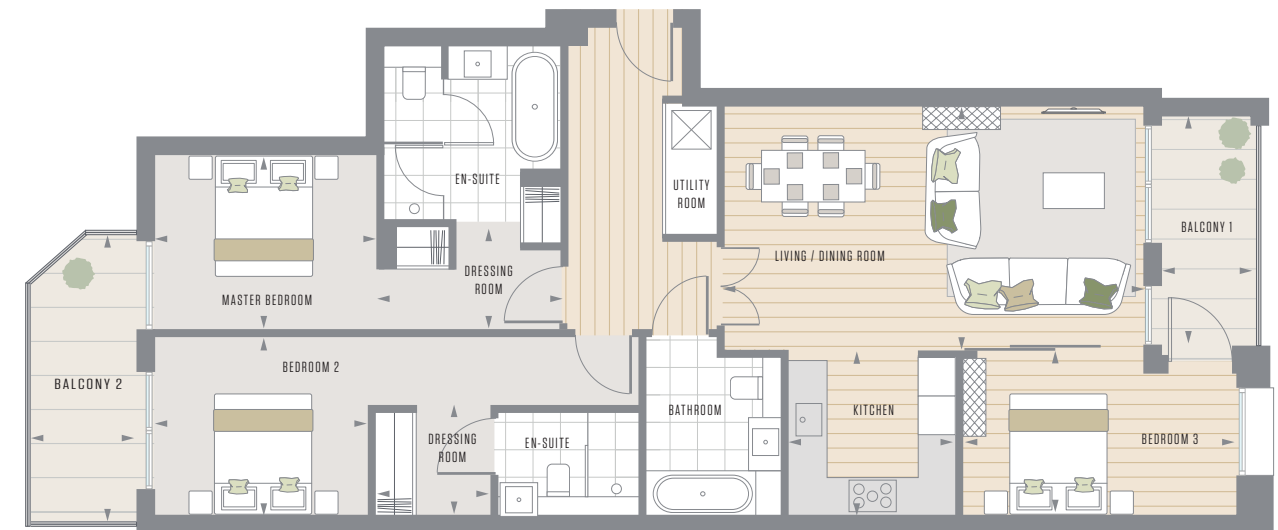 EN-SUITE
UTILITY
ROOM
BALCONY 1
LIVING / DINING ROOM
DRESSING
ROOM
MASTER BEDROOM
BEDROOM 2
BALCONY 2
BATHROOM
KITCHEN
DRESSING
ROOM
EN-SUITE
BEDROOM 3